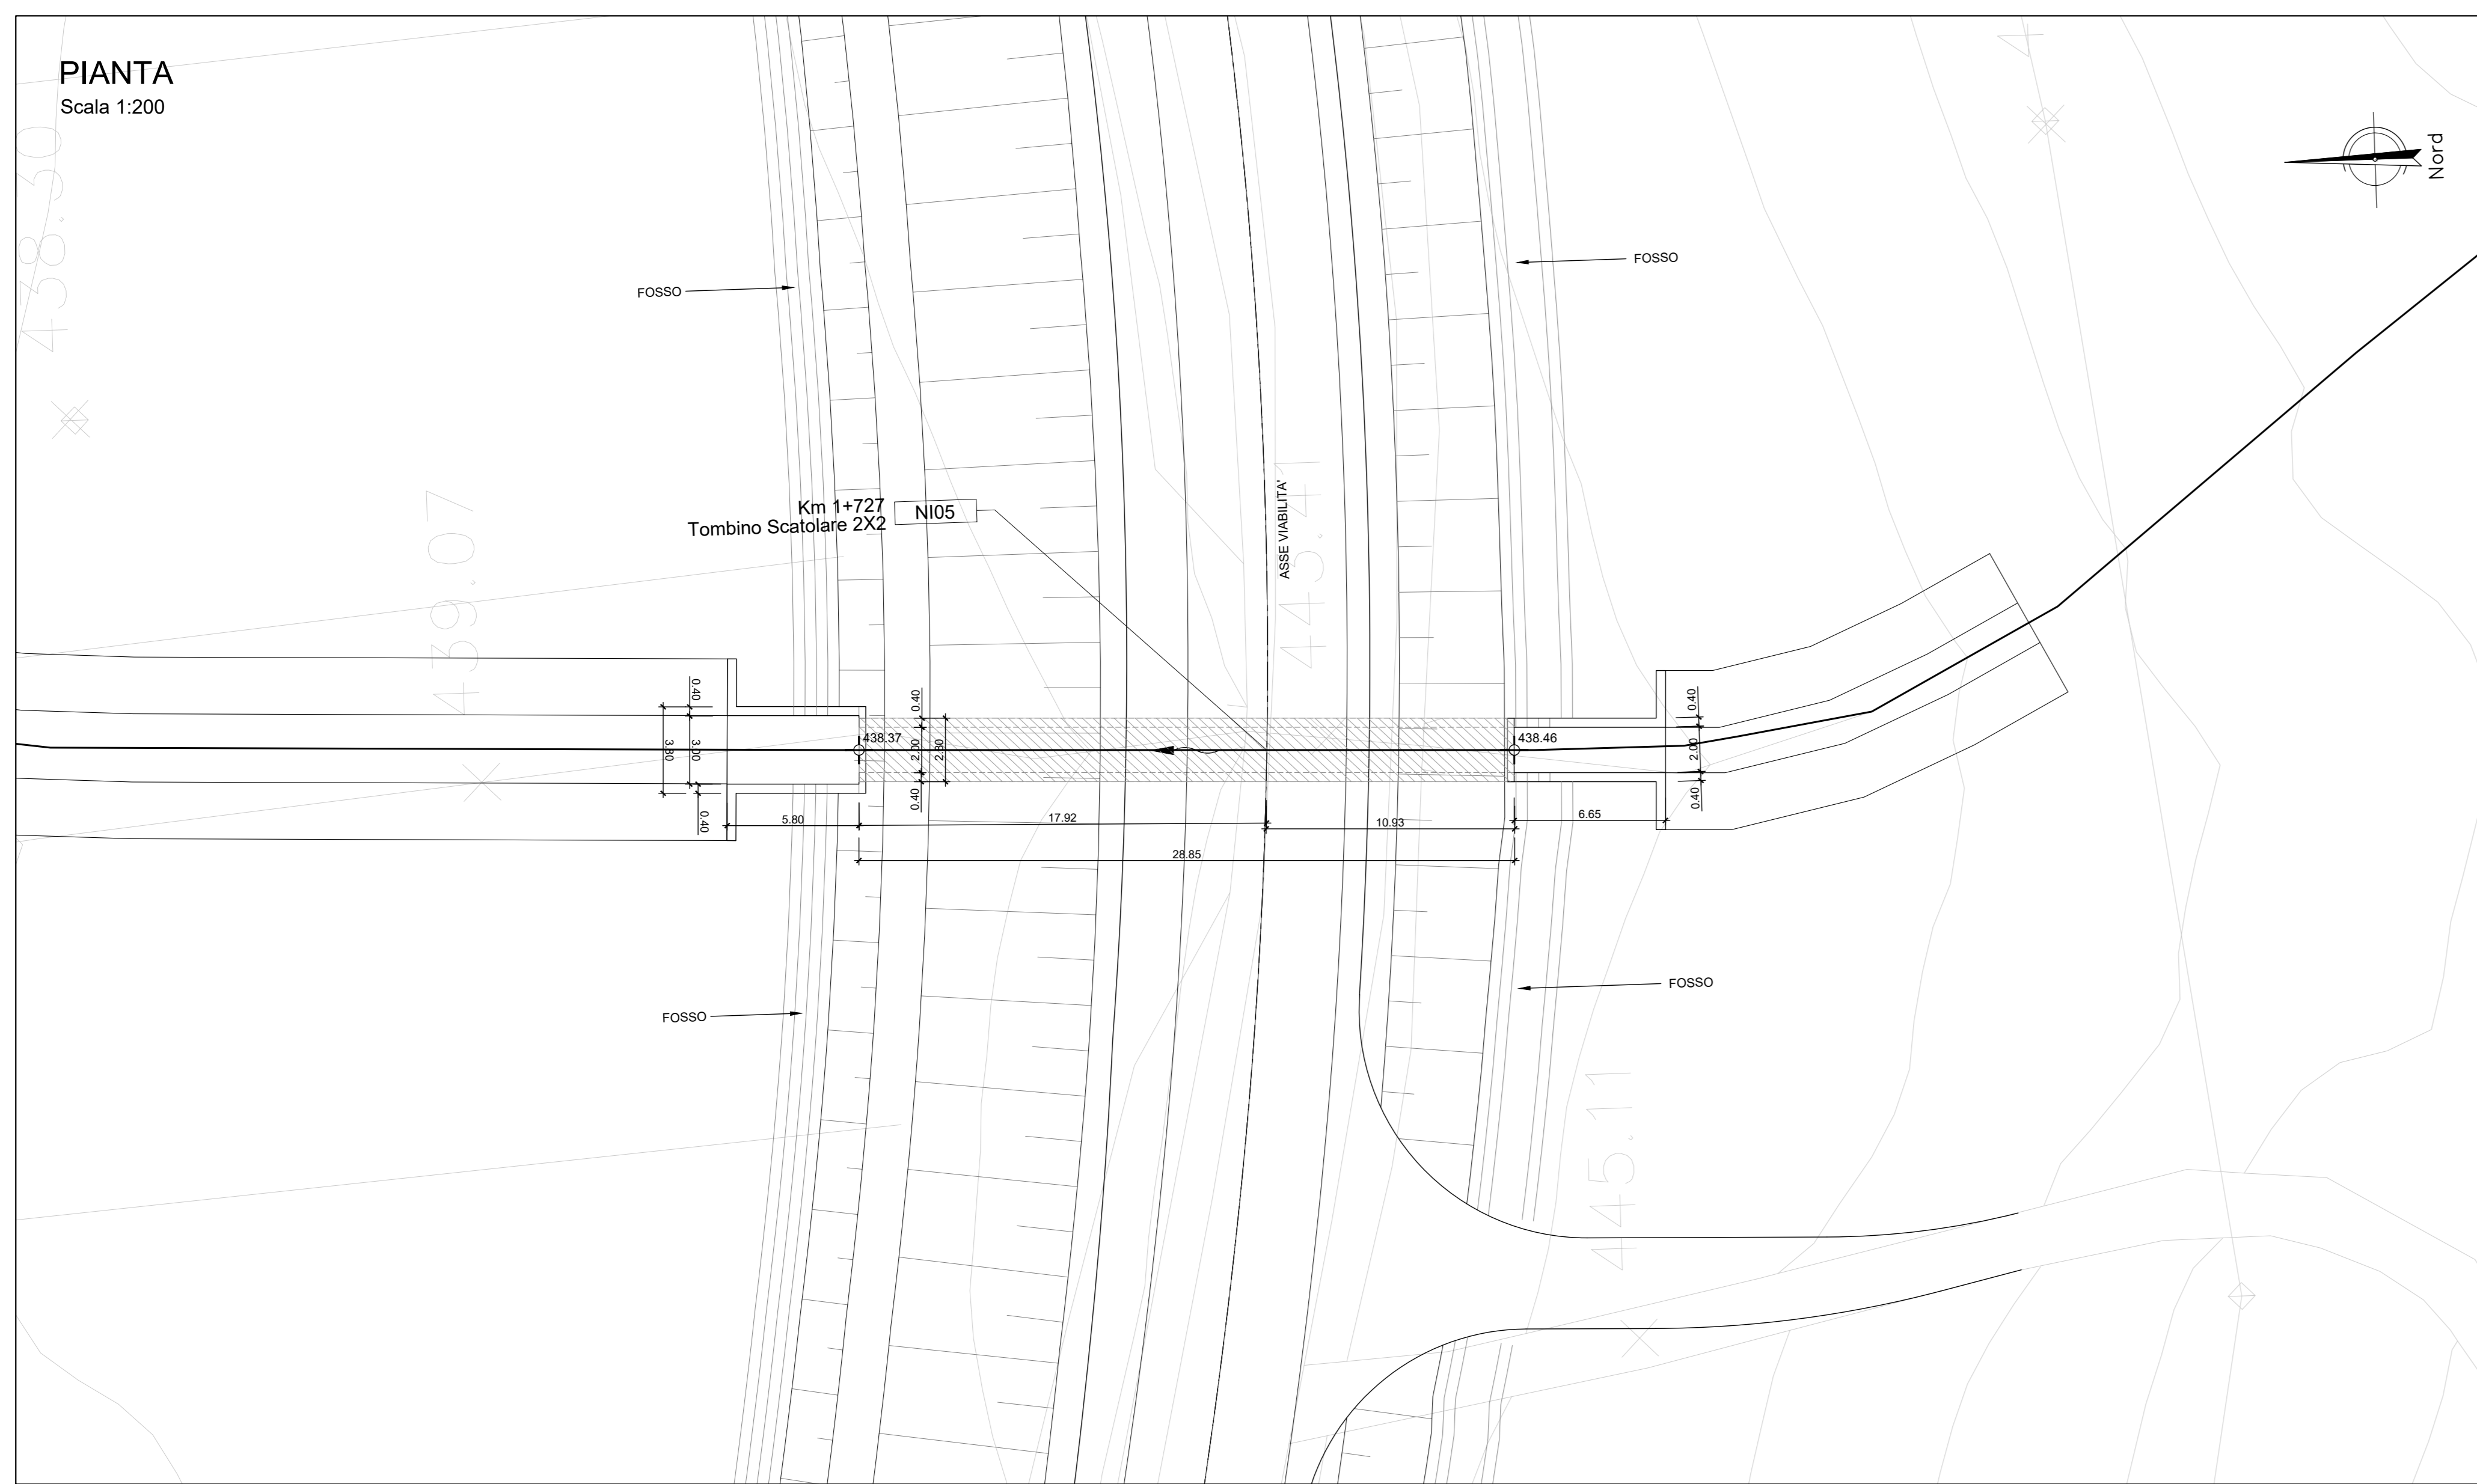 PIANTA
Scala 1:200
Nord
438.30
FOSSO
FOSSO
439.07
Km 1+727
NI05
Tombino Scatolare 2X2
ASSE VIABILITA'
0.40
3.80
3.00
0.40
438.37
0.40
2.00
2.80
0.40
438.46
0.40
2.00
0.40
5.80
17.92
10.93
6.65
28.85
FOSSO
FOSSO
445.11